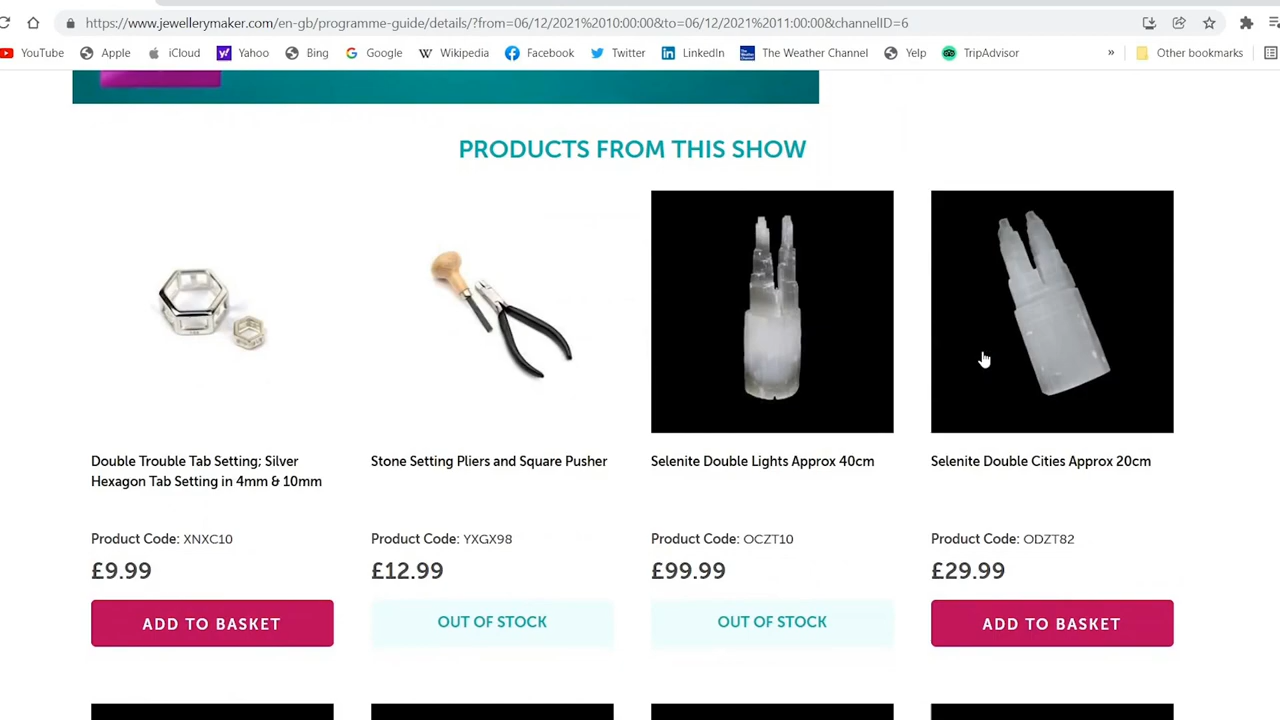 https://www.jewellerymaker.com/en-gb/programme-guide/details/?from=06/12/2021%2010:00:00&to=06/12/2021%2011:00:00&channelID=6
YouTube Apple iCloud Yahoo Bing Google Wikipedia Facebook Twitter LinkedIn The Weather Channel Yelp TripAdvisor » Other bookmarks
PRODUCTS FROM THIS SHOW
Double Trouble Tab Setting; Silver
Hexagon Tab Setting in 4mm & 10mm
Product Code: XNXC10
£9.99
ADD TO BASKET
Stone Setting Pliers and Square Pusher
Product Code: YXGX98
£12.99
OUT OF STOCK
Selenite Double Lights Approx 40cm
Product Code: OCZT10
£99.99
OUT OF STOCK
Selenite Double Cities Approx 20cm
Product Code: ODZT82
£29.99
ADD TO BASKET